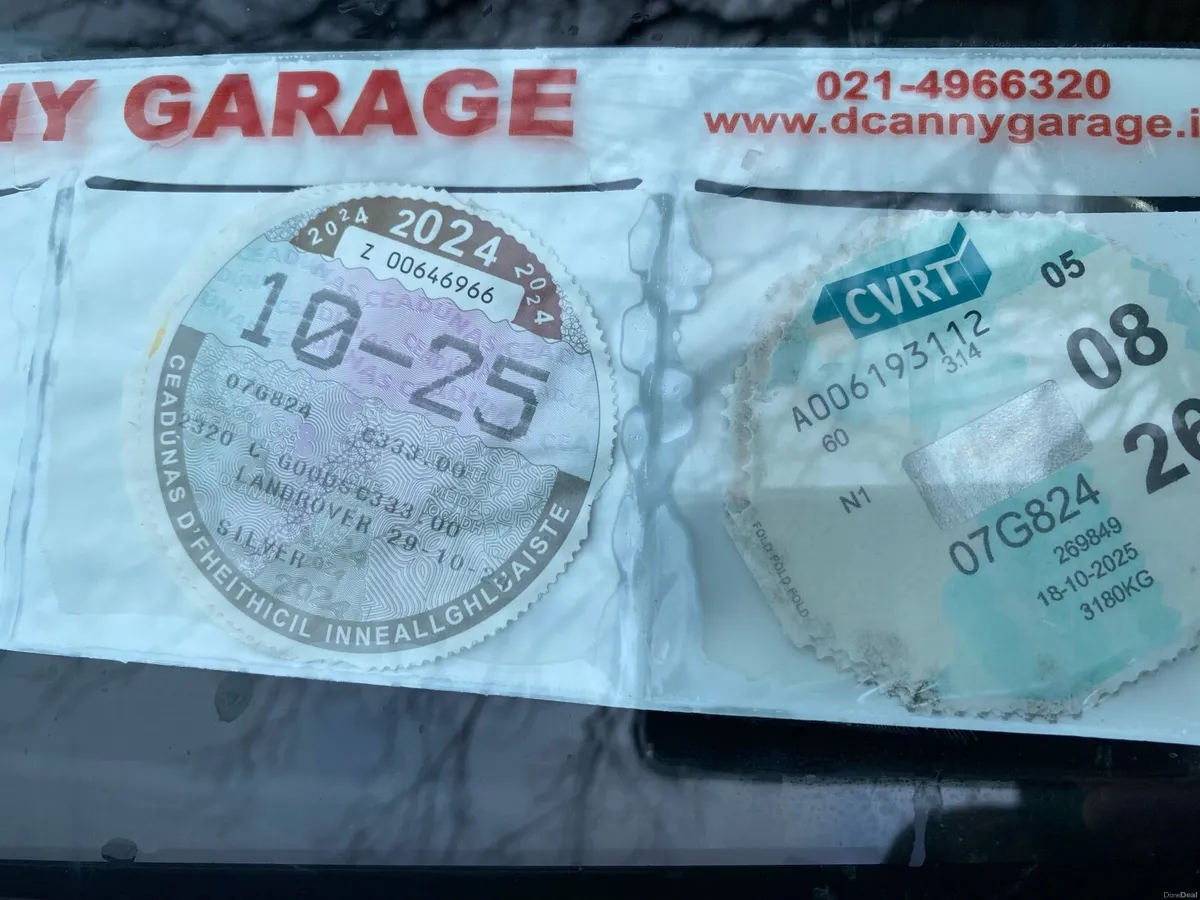 NY GARAGE
021-4966320
www.dcannygarage.i
2024 2024 2024
Z 00646966
10-25
07G824
€333.00
2320 L GOODS€333.00
LANDROVER 29-10-
SILVER
2024
CEADÚNAS D'FHEITHICIL INNEALLGHLUAISTE
CVRT
05
A006193112
3.14
08
60
26
N1
07G824
269849
18-10-2025
3180KG
FOLD FOLD FOLD
DoneDeal